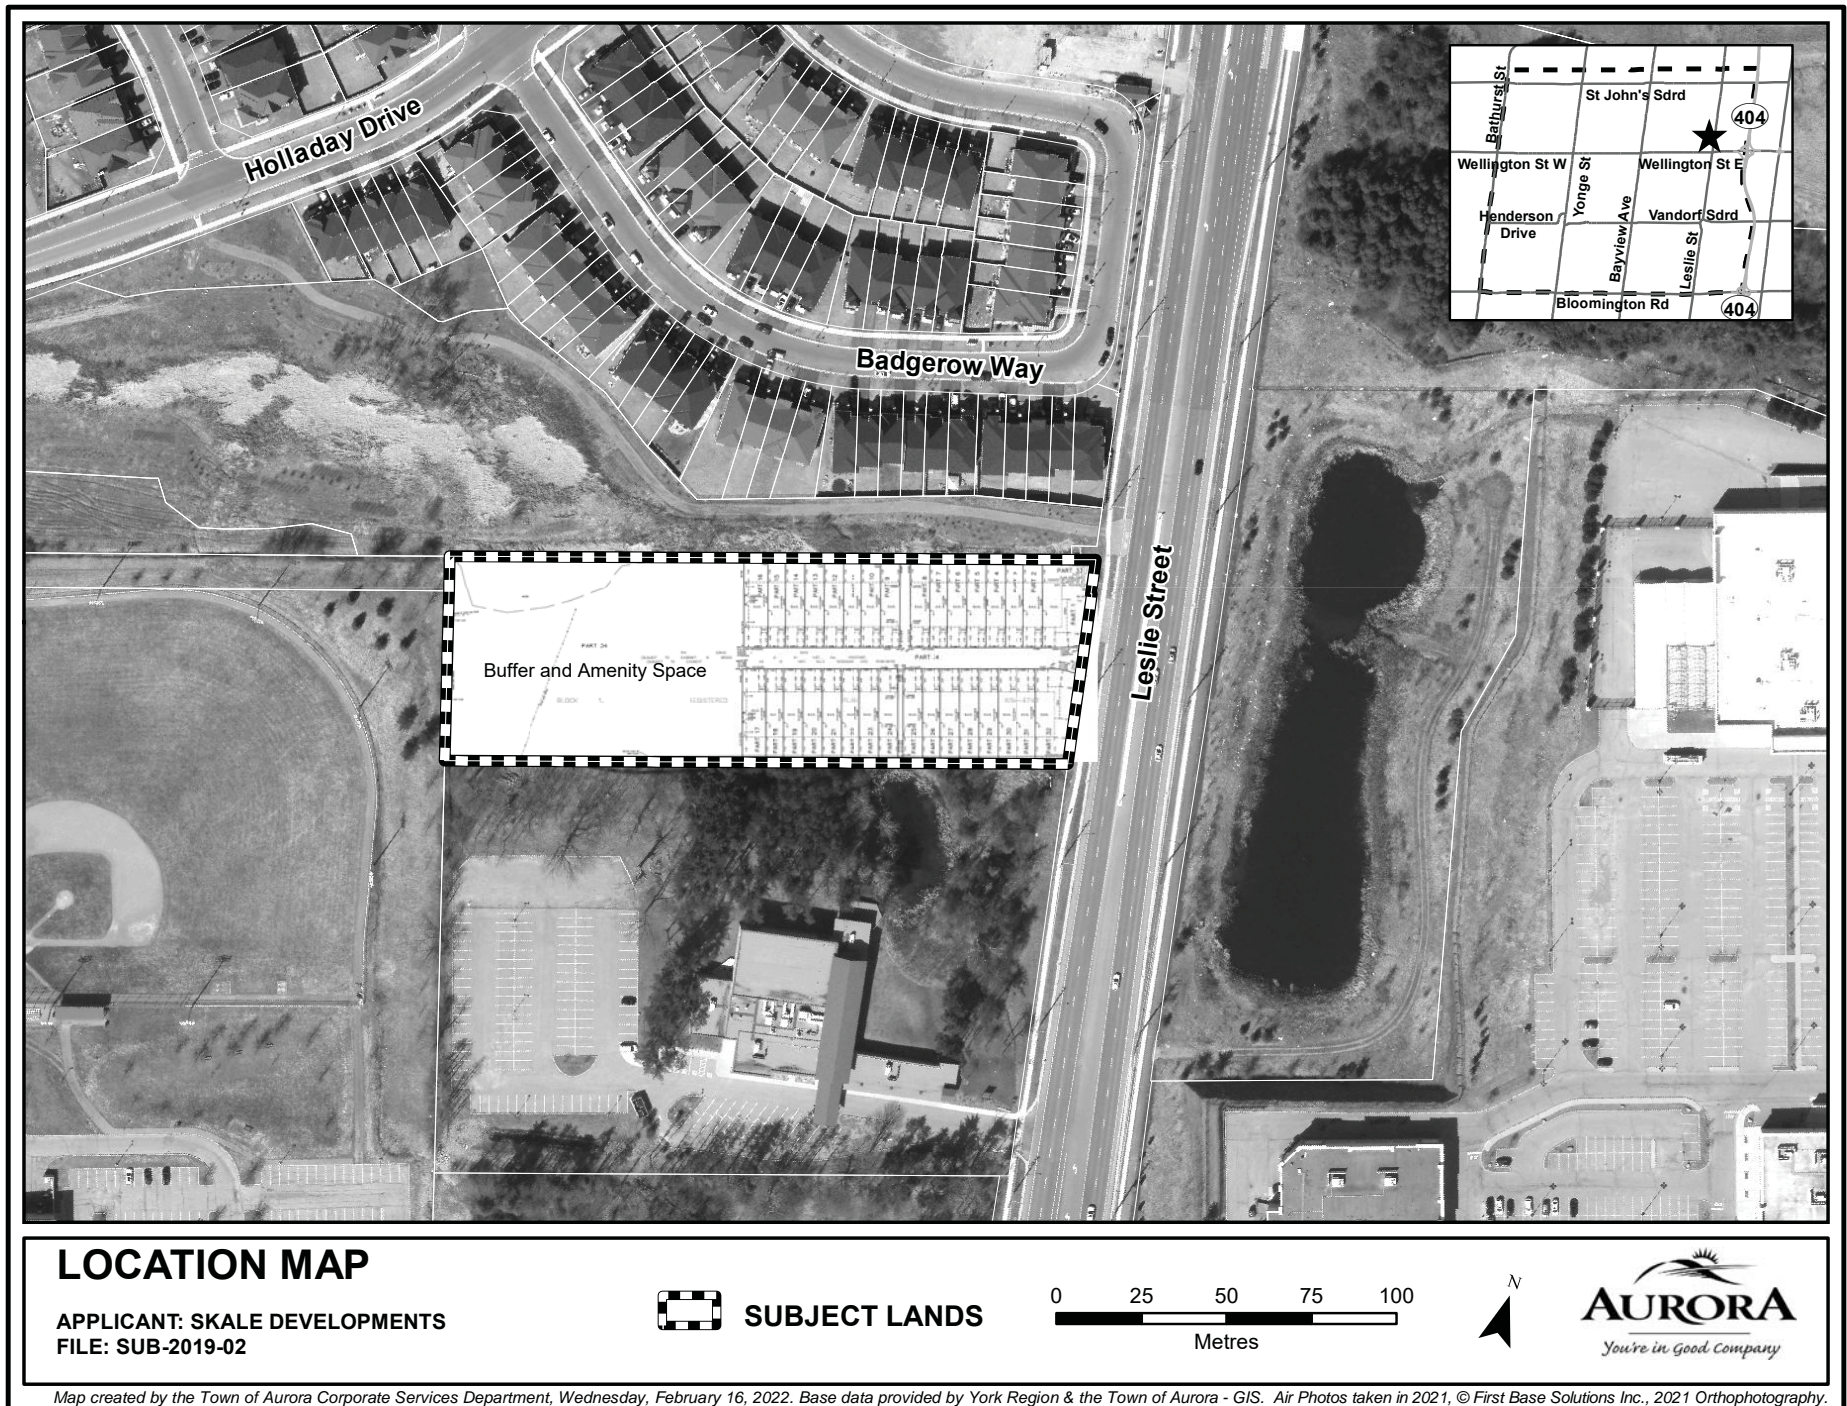 Holladay Drive
Badgerow Way
Leslie Street
Bathurst St
St John's Sdrd
404
Wellington St W
Wellington St E
Yonge St
Henderson
Drive
Vandorf Sdrd
Bayview Ave
Leslie St
Bloomington Rd
404
PART 34
Buffer and Amenity Space
LOCATION MAP
APPLICANT: SKALE DEVELOPMENTS
FILE: SUB-2019-02
SUBJECT LANDS
0 25 50 75 100
Metres
N
AURORA
You're in Good Company
Map created by the Town of Aurora Corporate Services Department, Wednesday, February 16, 2022. Base data provided by York Region & the Town of Aurora - GIS. Air Photos taken in 2021, © First Base Solutions Inc., 2021 Orthophotography.